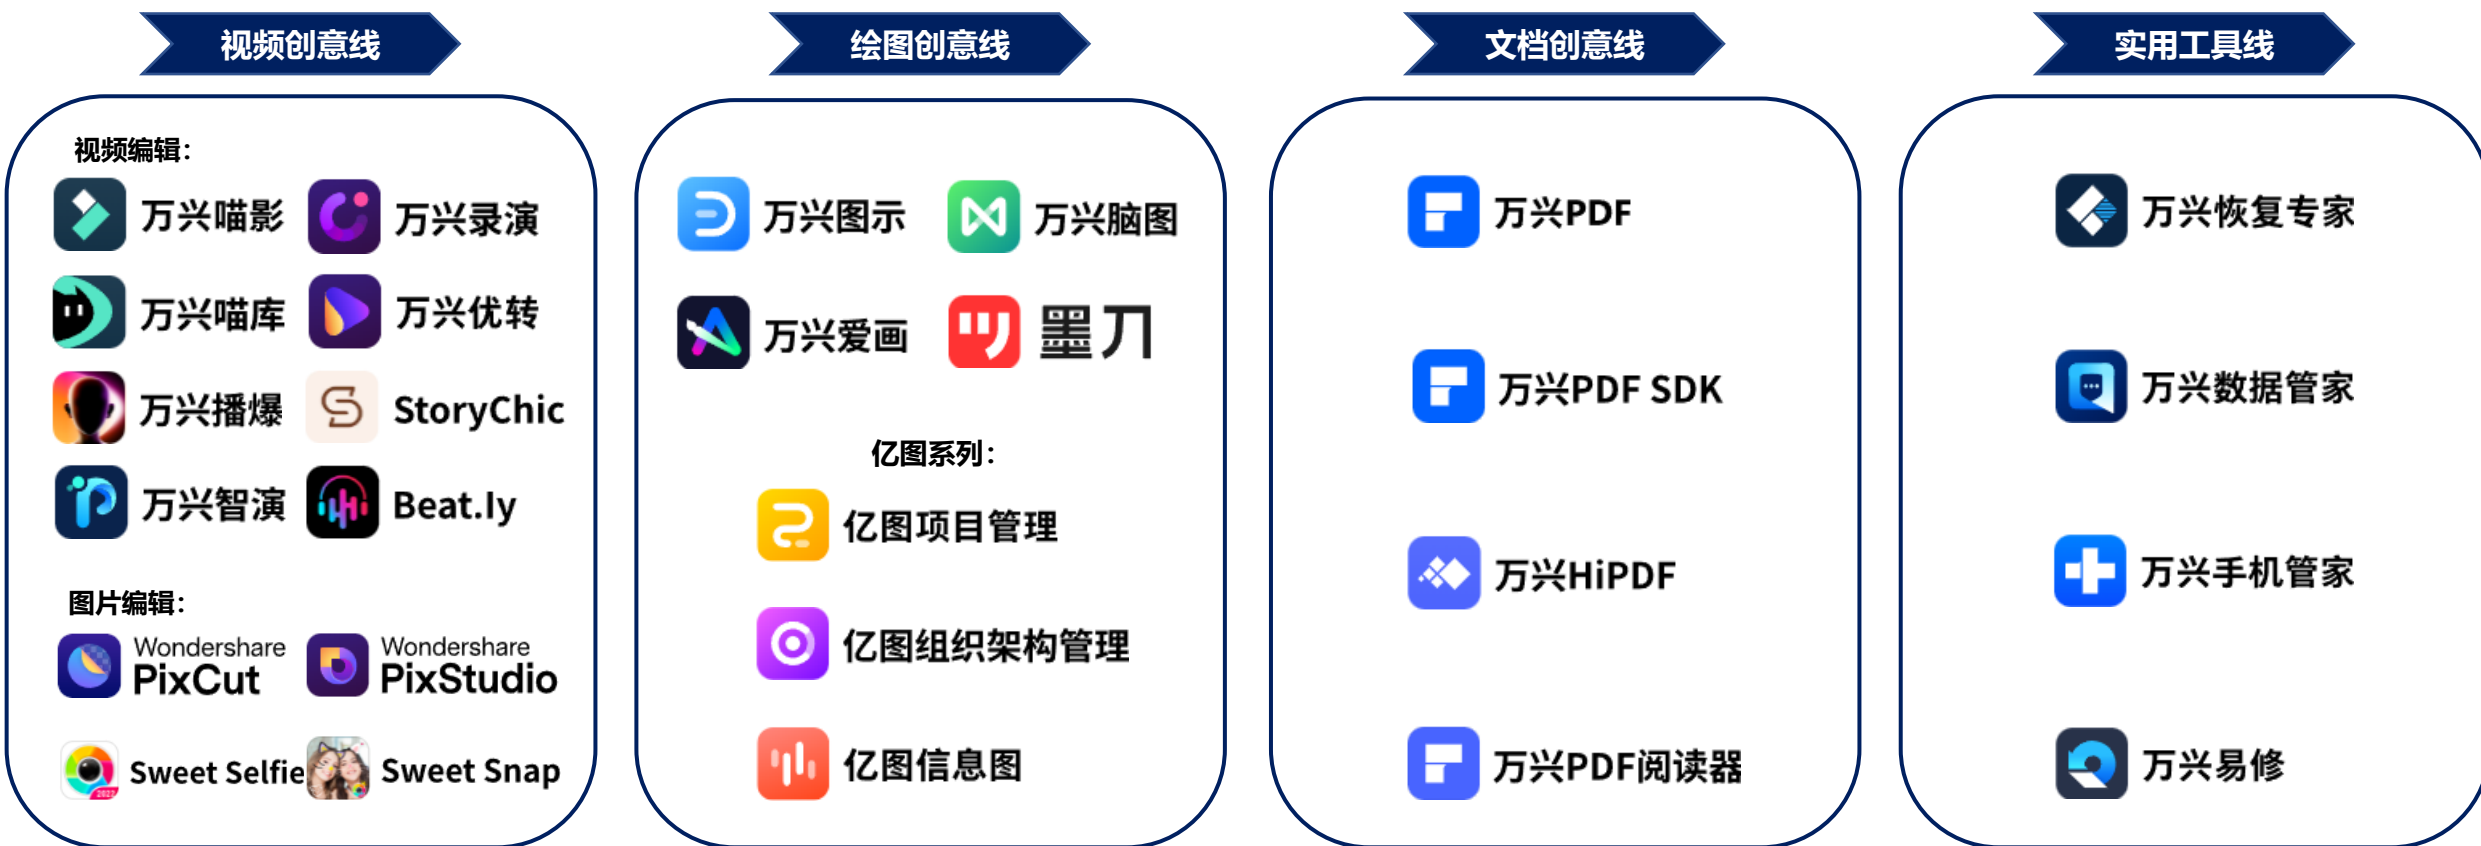 视频创意线
视频编辑：
万兴喵影 万兴录演
万兴喵库 万兴优转
万兴播爆 StoryChic
万兴智演 Beat.ly
图片编辑：
Wondershare PixCut
Wondershare PixStudio
Sweet Selfie Sweet Snap
绘图创意线
万兴图示 万兴脑图
万兴爱画 墨刀
亿图系列：
亿图项目管理
亿图组织架构管理
亿图信息图
文档创意线
万兴PDF
万兴PDF SDK
万兴HiPDF
万兴PDF阅读器
实用工具线
万兴恢复专家
万兴数据管家
万兴手机管家
万兴易修